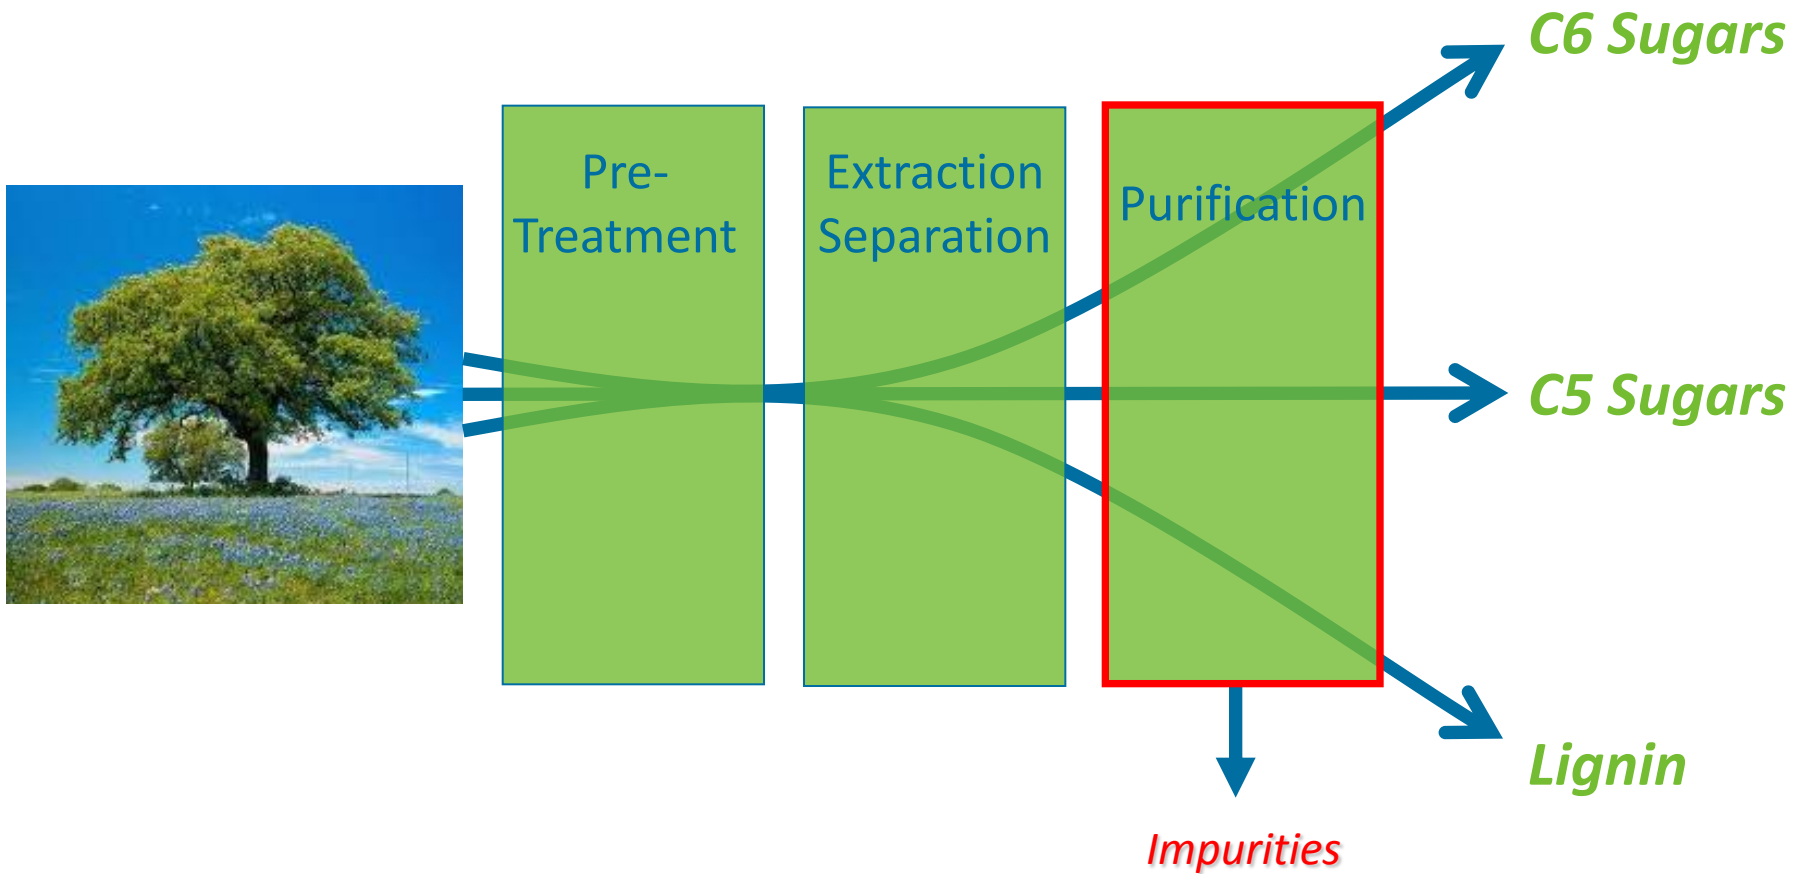 C6 Sugars
Pre-
Treatment
Extraction
Separation
Purification
C5 Sugars
Lignin
Impurities